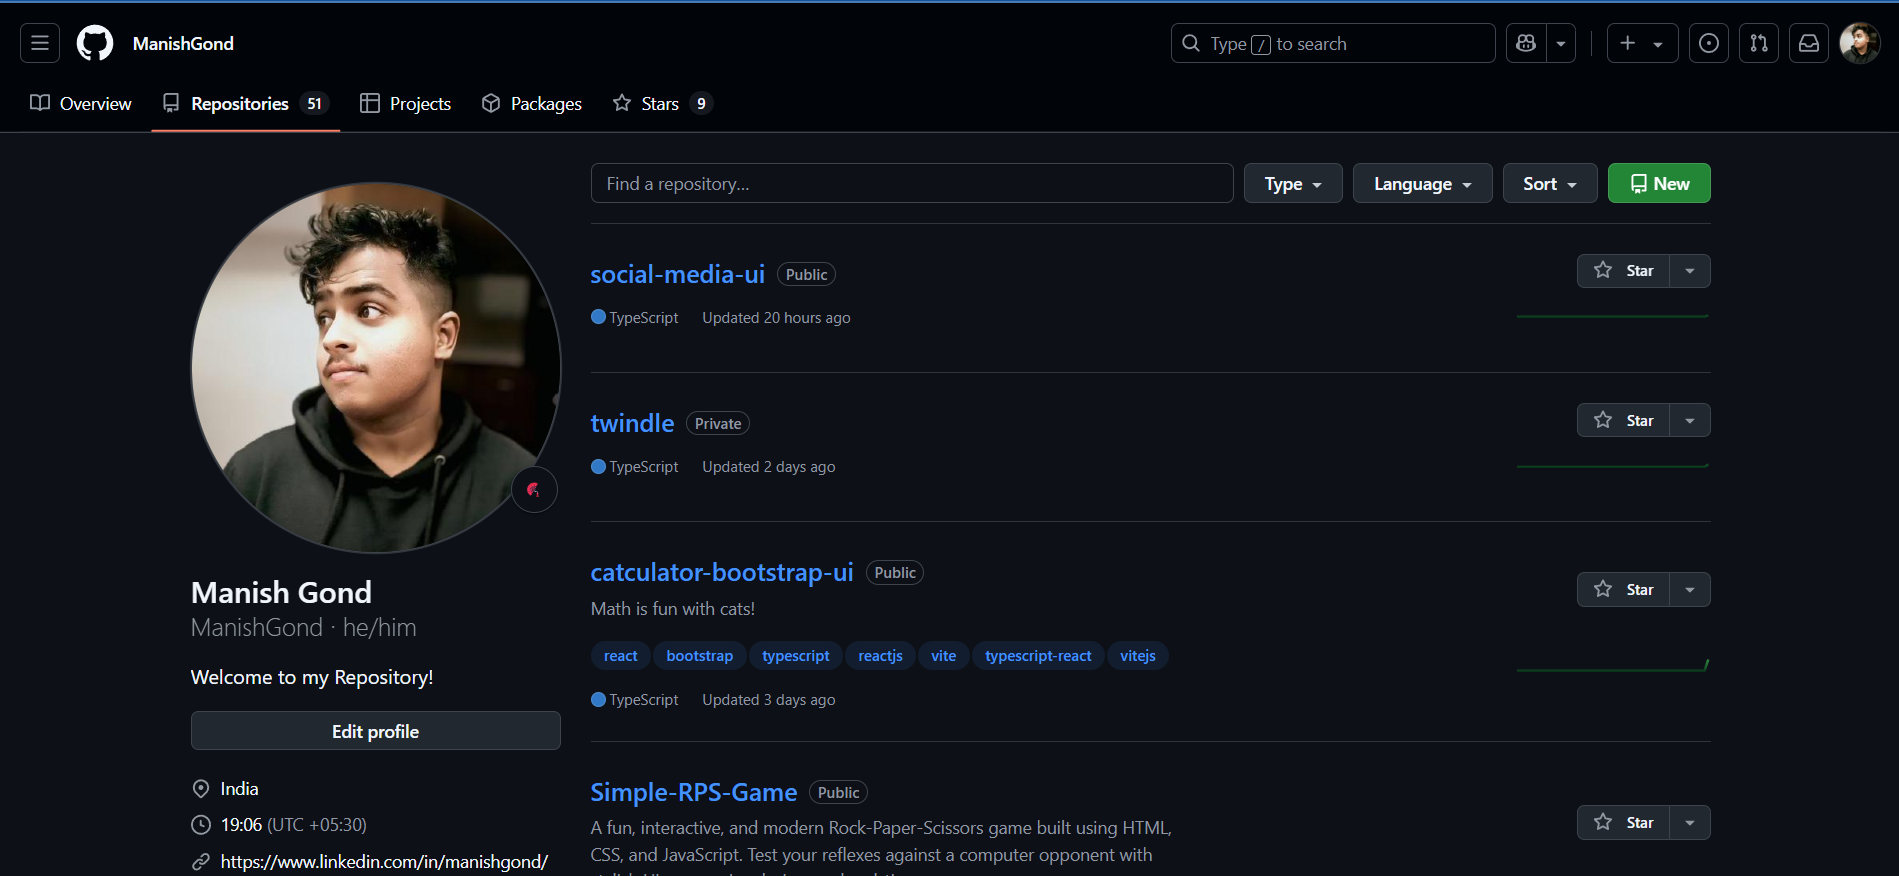 ManishGond
Type / to search
Overview
Repositories 51
Projects
Packages
Stars 9
Find a repository...
Type
Language
Sort
New
social-media-ui Public
Star
TypeScript Updated 20 hours ago
twindle Private
Star
TypeScript Updated 2 days ago
catculator-bootstrap-ui Public
Star
Math is fun with cats!
react bootstrap typescript reactjs vite typescript-react vitejs
TypeScript Updated 3 days ago
Simple-RPS-Game Public
Star
A fun, interactive, and modern Rock-Paper-Scissors game built using HTML,
CSS, and JavaScript. Test your reflexes against a computer opponent with
Manish Gond
ManishGond · he/him
Welcome to my Repository!
Edit profile
India
19:06 (UTC +05:30)
https://www.linkedin.com/in/manishgond/